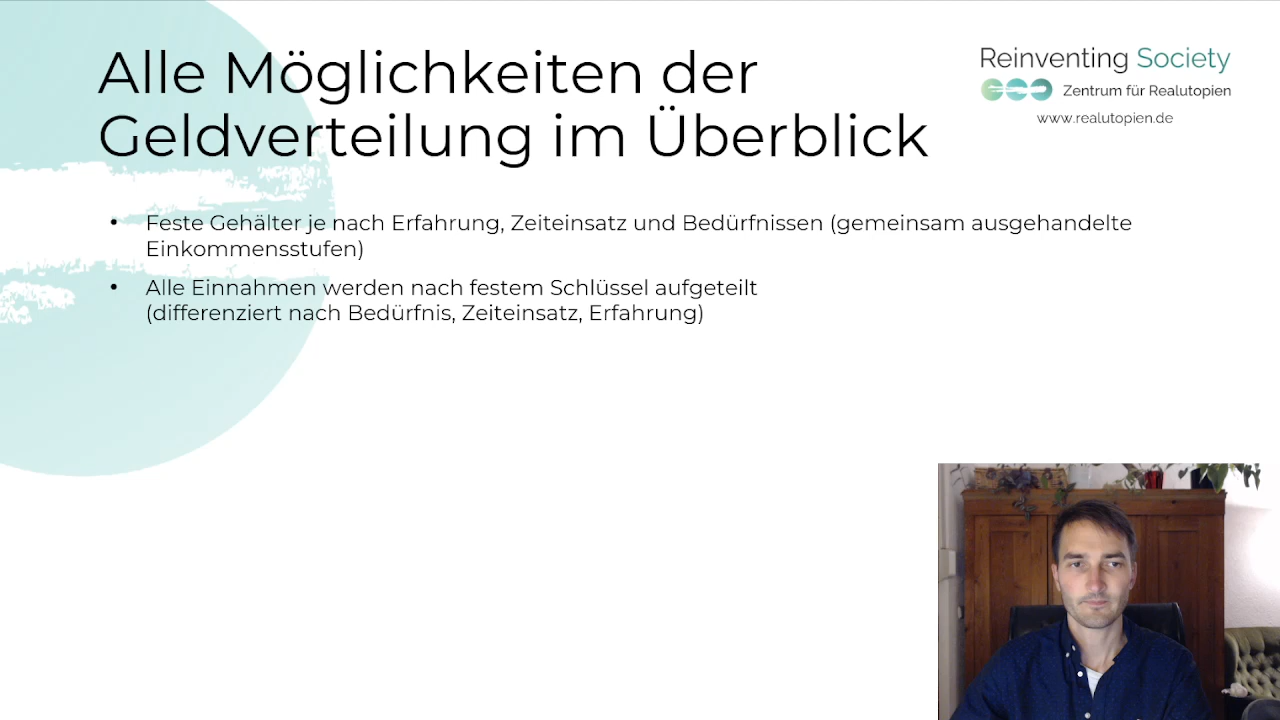 Alle Möglichkeiten der
Geldverteilung im Überblick
Reinventing Society
Zentrum für Realutopien
www.realutopien.de
• Feste Gehälter je nach Erfahrung, Zeiteinsatz und Bedürfnissen (gemeinsam ausgehandelte
Einkommensstufen)
• Alle Einnahmen werden nach festem Schlüssel aufgeteilt
(differenziert nach Bedürfnis, Zeiteinsatz, Erfahrung)